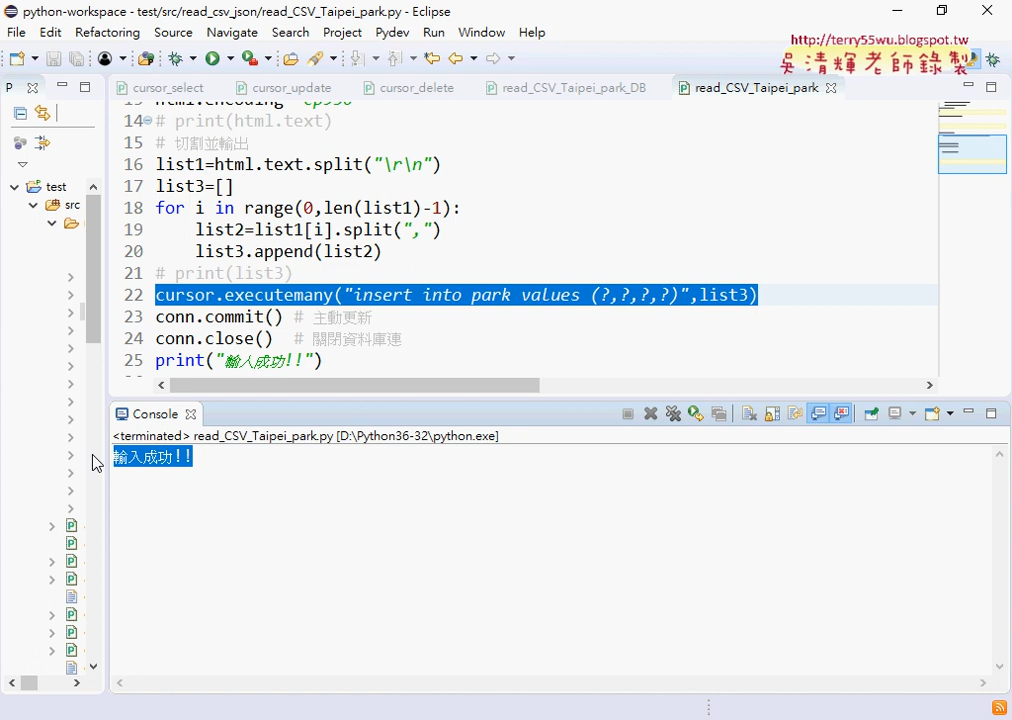 python-workspace - test/src/read_csv_json/read_CSV_Taipei_park.py - Eclipse
File Edit Refactoring Source Navigate Search Project Pydev Run Window Help
http://terry55wu.blogspot.tw
吳清輝老師錄製
P
cursor_select cursor_update cursor_delete read_CSV_Taipei_park_DB read_CSV_Taipei_park
14 # print(html.text)
15 # 切割並輸出
16 list1=html.text.split("\r\n")
17 list3=[]
18 for i in range(0,len(list1)-1):
19 list2=list1[i].split(",")
20 list3.append(list2)
21 # print(list3)
22 cursor.executemany("insert into park values (?,?,?,?)",list3)
23 conn.commit() # 主動更新
24 conn.close() # 關閉資料庫連
25 print("輸入成功!!")
test
src
Console
<terminated> read_CSV_Taipei_park.py [D:\Python36-32\python.exe]
輸入成功!!